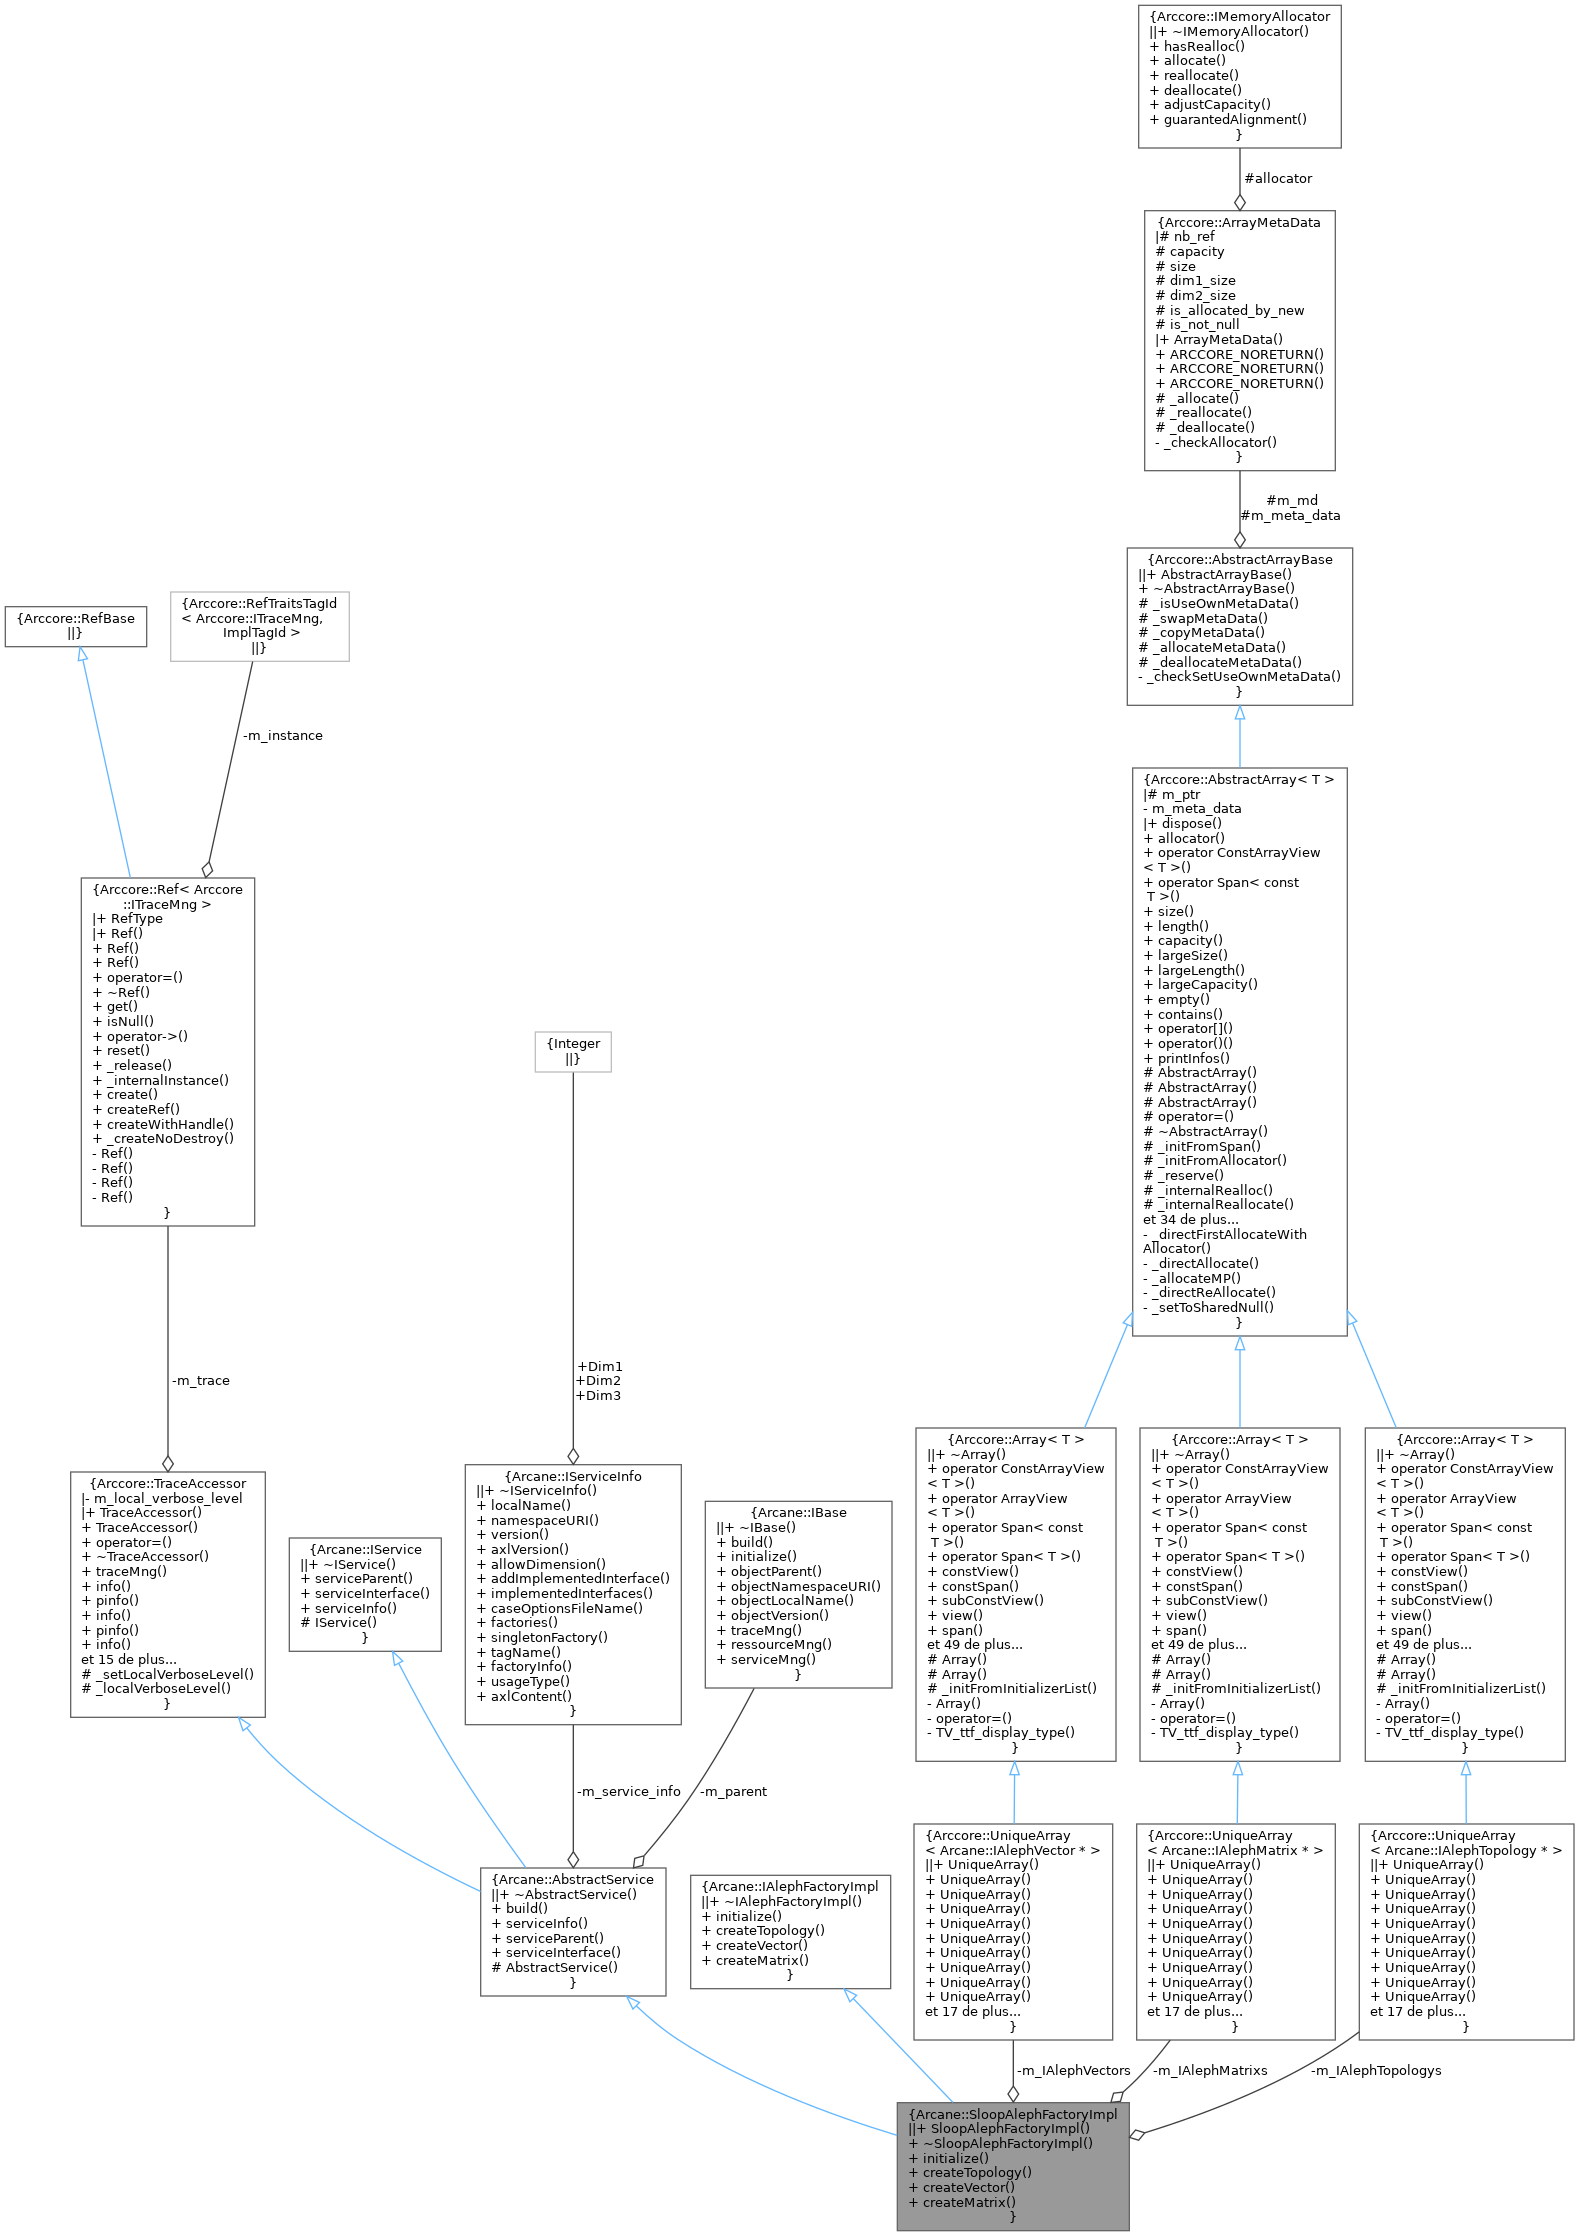 {Arccore::IMemoryAllocator
||+ ~IMemoryAllocator()
+ hasRealloc()
+ allocate()
+ reallocate()
+ deallocate()
+ adjustCapacity()
+ guarantedAlignment()
}
#allocator
{Arccore::ArrayMetaData
|# nb_ref
# capacity
# size
# dim1_size
# dim2_size
# is_allocated_by_new
# is_not_null
|+ ArrayMetaData()
+ ARCCORE_NORETURN()
+ ARCCORE_NORETURN()
+ ARCCORE_NORETURN()
# _allocate()
# _reallocate()
# _deallocate()
- _checkAllocator()
}
#m_md
#m_meta_data
{Arccore::AbstractArrayBase
||+ AbstractArrayBase()
+ ~AbstractArrayBase()
# _isUseOwnMetaData()
# _swapMetaData()
# _copyMetaData()
# _allocateMetaData()
# _deallocateMetaData()
- _checkSetUseOwnMetaData()
}
{Arccore::RefBase
||}
{Arccore::RefTraitsTagId
< Arccore::ITraceMng,
ImplTagId >
||}
-m_instance
{Arccore::AbstractArray< T >
|# m_ptr
- m_meta_data
|+ dispose()
+ allocator()
+ operator ConstArrayView
< T >()
+ operator Span< const
T >()
+ size()
+ length()
+ capacity()
+ largeSize()
+ largeLength()
+ largeCapacity()
+ empty()
+ contains()
+ operator[]()
+ operator()()
+ printInfos()
# AbstractArray()
# AbstractArray()
# AbstractArray()
# operator=()
# ~AbstractArray()
# _initFromSpan()
# _initFromAllocator()
# _reserve()
# _internalRealloc()
# _internalReallocate()
et 34 de plus...
- _directFirstAllocateWith
Allocator()
- _directAllocate()
- _allocateMP()
- _directReAllocate()
- _setToSharedNull()
}
{Arccore::Ref< Arccore
::ITraceMng >
|+ RefType
|+ Ref()
+ Ref()
+ Ref()
+ operator=()
+ ~Ref()
+ get()
+ isNull()
+ operator->()
+ reset()
+ _release()
+ _internalInstance()
+ create()
+ createRef()
+ createWithHandle()
+ _createNoDestroy()
- Ref()
- Ref()
- Ref()
- Ref()
}
{Integer
||}
-m_trace
+Dim1
+Dim2
+Dim3
{Arccore::TraceAccessor
|- m_local_verbose_level
|+ TraceAccessor()
+ TraceAccessor()
+ operator=()
+ ~TraceAccessor()
+ traceMng()
+ info()
+ pinfo()
+ info()
+ pinfo()
+ info()
et 15 de plus...
# _setLocalVerboseLevel()
# _localVerboseLevel()
}
{Arcane::IService
||+ ~IService()
+ serviceParent()
+ serviceInterface()
+ serviceInfo()
# IService()
}
{Arcane::IServiceInfo
||+ ~IServiceInfo()
+ localName()
+ namespaceURI()
+ version()
+ axlVersion()
+ allowDimension()
+ addImplementedInterface()
+ implementedInterfaces()
+ caseOptionsFileName()
+ factories()
+ singletonFactory()
+ tagName()
+ factoryInfo()
+ usageType()
+ axlContent()
}
{Arcane::IBase
||+ ~IBase()
+ build()
+ initialize()
+ objectParent()
+ objectNamespaceURI()
+ objectLocalName()
+ objectVersion()
+ traceMng()
+ ressourceMng()
+ serviceMng()
}
{Arccore::Array< T >
||+ ~Array()
+ operator ConstArrayView
< T >()
+ operator ArrayView
< T >()
+ operator Span< const
T >()
+ operator Span< T >()
+ constView()
+ constSpan()
+ subConstView()
+ view()
+ span()
et 49 de plus...
# Array()
# Array()
# _initFromInitializerList()
- Array()
- operator=()
- TV_ttf_display_type()
}
{Arccore::Array< T >
||+ ~Array()
+ operator ConstArrayView
< T >()
+ operator ArrayView
< T >()
+ operator Span< const
T >()
+ operator Span< T >()
+ constView()
+ constSpan()
+ subConstView()
+ view()
+ span()
et 49 de plus...
# Array()
# Array()
# _initFromInitializerList()
- Array()
- operator=()
- TV_ttf_display_type()
}
{Arccore::Array< T >
||+ ~Array()
+ operator ConstArrayView
< T >()
+ operator ArrayView
< T >()
+ operator Span< const
T >()
+ operator Span< T >()
+ constView()
+ constSpan()
+ subConstView()
+ view()
+ span()
et 49 de plus...
# Array()
# Array()
# _initFromInitializerList()
- Array()
- operator=()
- TV_ttf_display_type()
}
-m_service_info
-m_parent
{Arcane::AbstractService
||+ ~AbstractService()
+ build()
+ serviceInfo()
+ serviceParent()
+ serviceInterface()
# AbstractService()
}
{Arcane::IAlephFactoryImpl
||+ ~IAlephFactoryImpl()
+ initialize()
+ createTopology()
+ createVector()
+ createMatrix()
}
{Arccore::UniqueArray
< Arcane::IAlephVector * >
||+ UniqueArray()
+ UniqueArray()
+ UniqueArray()
+ UniqueArray()
+ UniqueArray()
+ UniqueArray()
+ UniqueArray()
+ UniqueArray()
+ UniqueArray()
+ UniqueArray()
et 17 de plus...
}
{Arccore::UniqueArray
< Arcane::IAlephMatrix * >
||+ UniqueArray()
+ UniqueArray()
+ UniqueArray()
+ UniqueArray()
+ UniqueArray()
+ UniqueArray()
+ UniqueArray()
+ UniqueArray()
+ UniqueArray()
+ UniqueArray()
et 17 de plus...
}
{Arccore::UniqueArray
< Arcane::IAlephTopology * >
||+ UniqueArray()
+ UniqueArray()
+ UniqueArray()
+ UniqueArray()
+ UniqueArray()
+ UniqueArray()
+ UniqueArray()
+ UniqueArray()
+ UniqueArray()
+ UniqueArray()
et 17 de plus...
}
-m_IAlephVectors
-m_IAlephMatrixs
-m_IAlephTopologys
{Arcane::SloopAlephFactoryImpl
||+ SloopAlephFactoryImpl()
+ ~SloopAlephFactoryImpl()
+ initialize()
+ createTopology()
+ createVector()
+ createMatrix()
}